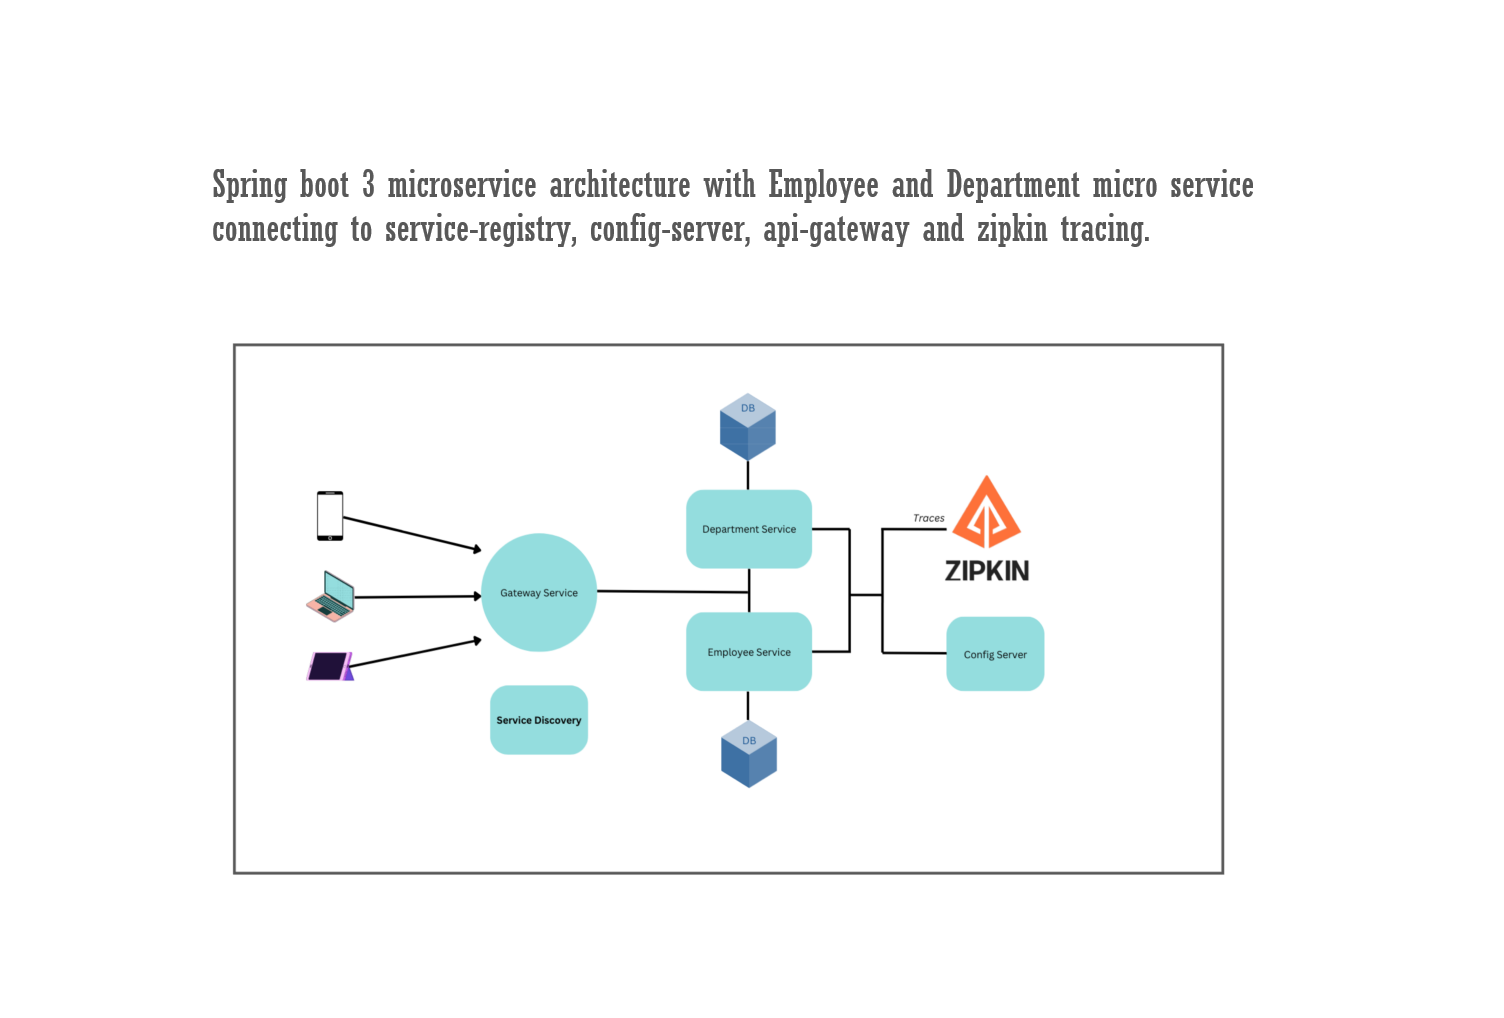 Spring boot 3 microservice architecture with Employee and Department micro service
connecting to service-registry, config-server, api-gateway and zipkin tracing.
DB
Department Service
Traces
ZIPKIN
Gateway Service
Employee Service
Config Server
Service Discovery
DB